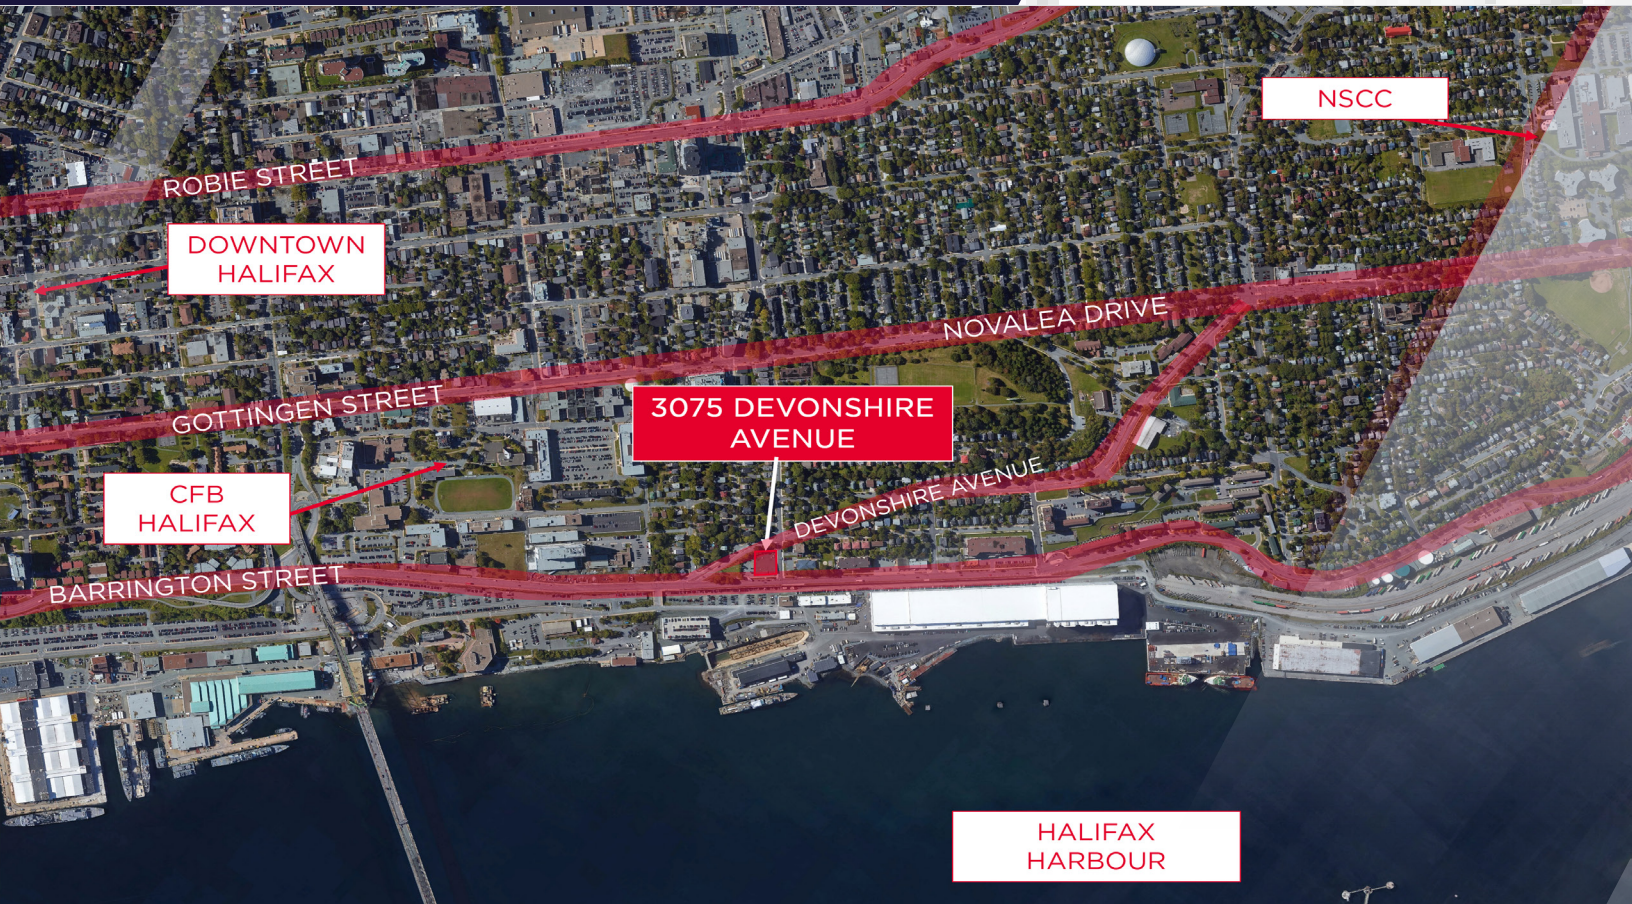 NSCC
ROBIE STREET
DOWNTOWN
HALIFAX
NOVALEA DRIVE
GOTTINGEN STREET
3075 DEVONSHIRE
AVENUE
DEVONSHIRE AVENUE
CFB
HALIFAX
BARRINGTON STREET
HALIFAX
HARBOUR